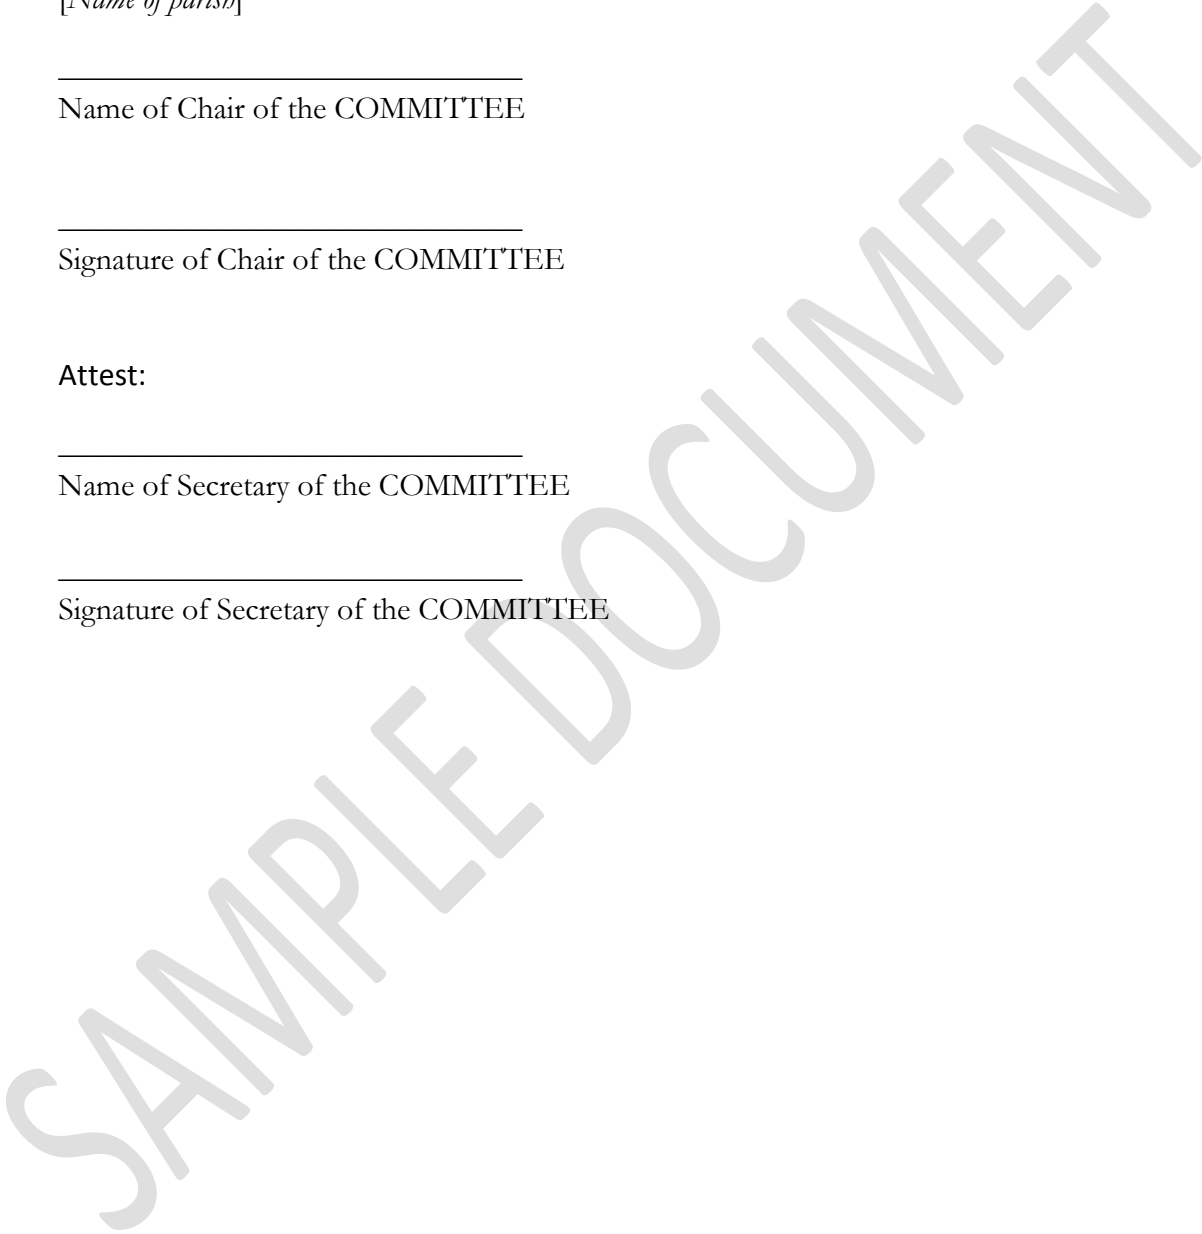 [Name of parish]
Name of Chair of the COMMITTEE
Signature of Chair of the COMMITTEE
Attest:
Name of Secretary of the COMMITTEE
Signature of Secretary of the COMMITTEE
SAMPLE DOCUMENT